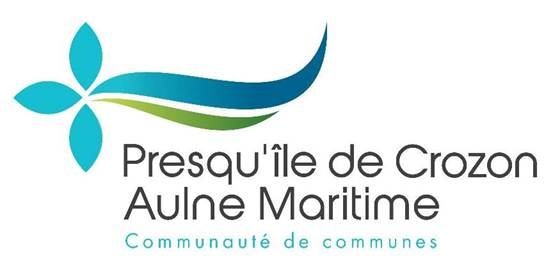 Presqu'île de Crozon
Aulne Maritime
Communauté de communes